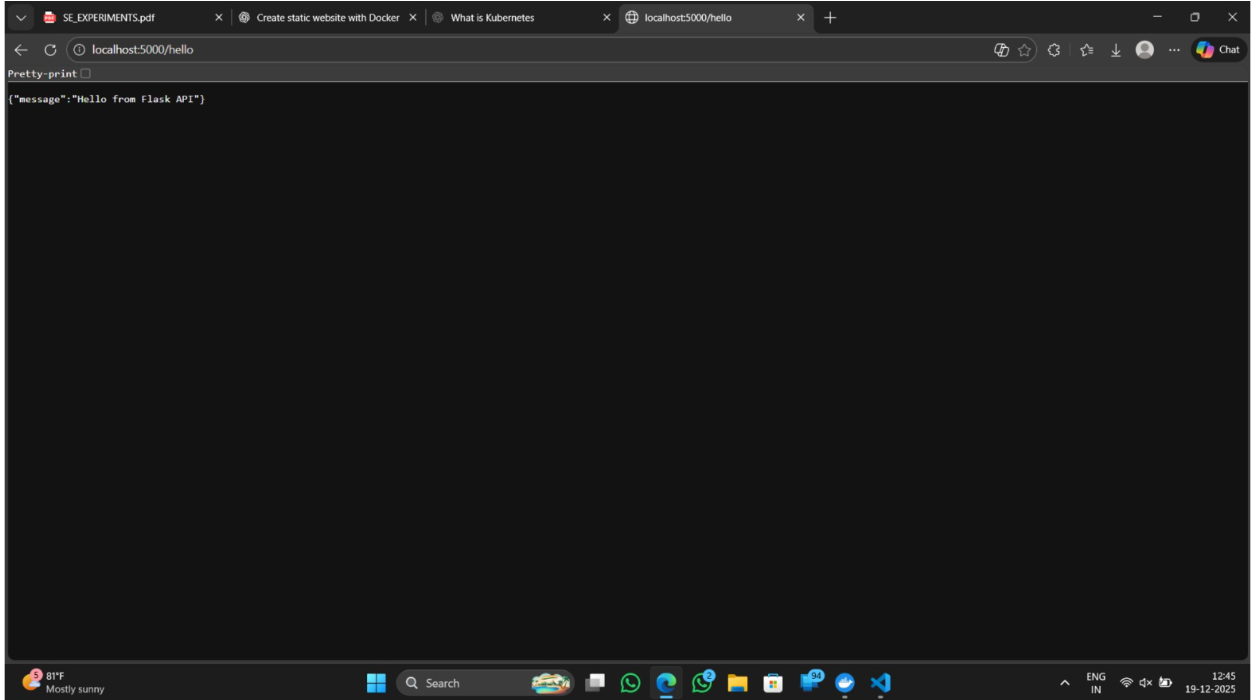 SE_EXPERIMENTS.pdf
Create static website with Docker
What is Kubernetes
localhost:5000/hello
localhost:5000/hello
Chat
Pretty-print
{"message":"Hello from Flask API"}
5
81°F
Mostly sunny
Search
2
94
ENG
IN
12:45
19-12-2025